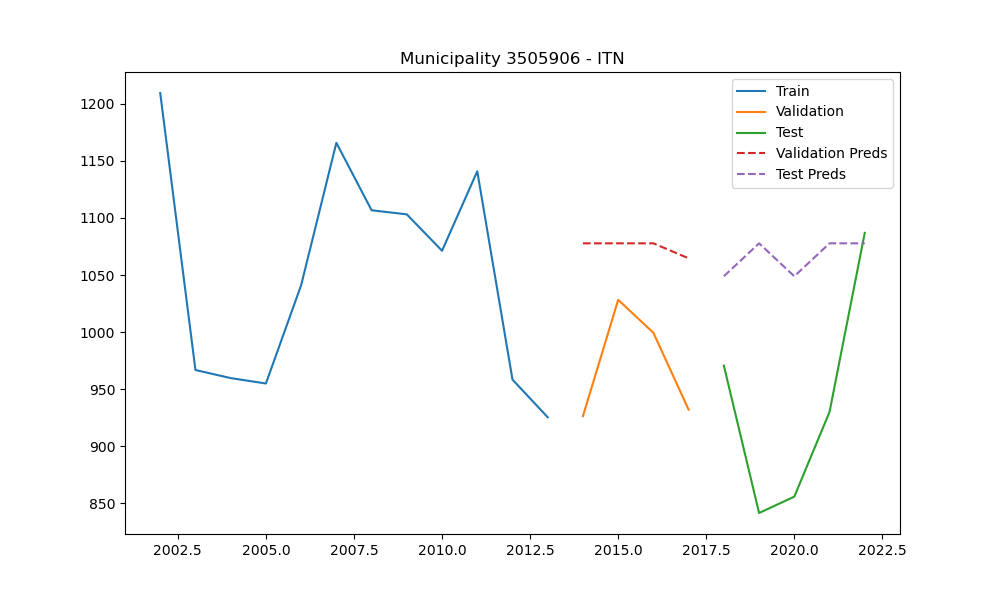 Municipality 3505906 - ITN
1200
1150
1100
1050
1000
950
900
850
2002.5 2005.0 2007.5 2010.0 2012.5 2015.0 2017.5 2020.0 2022.5
Train
Validation
Test
Validation Preds
Test Preds